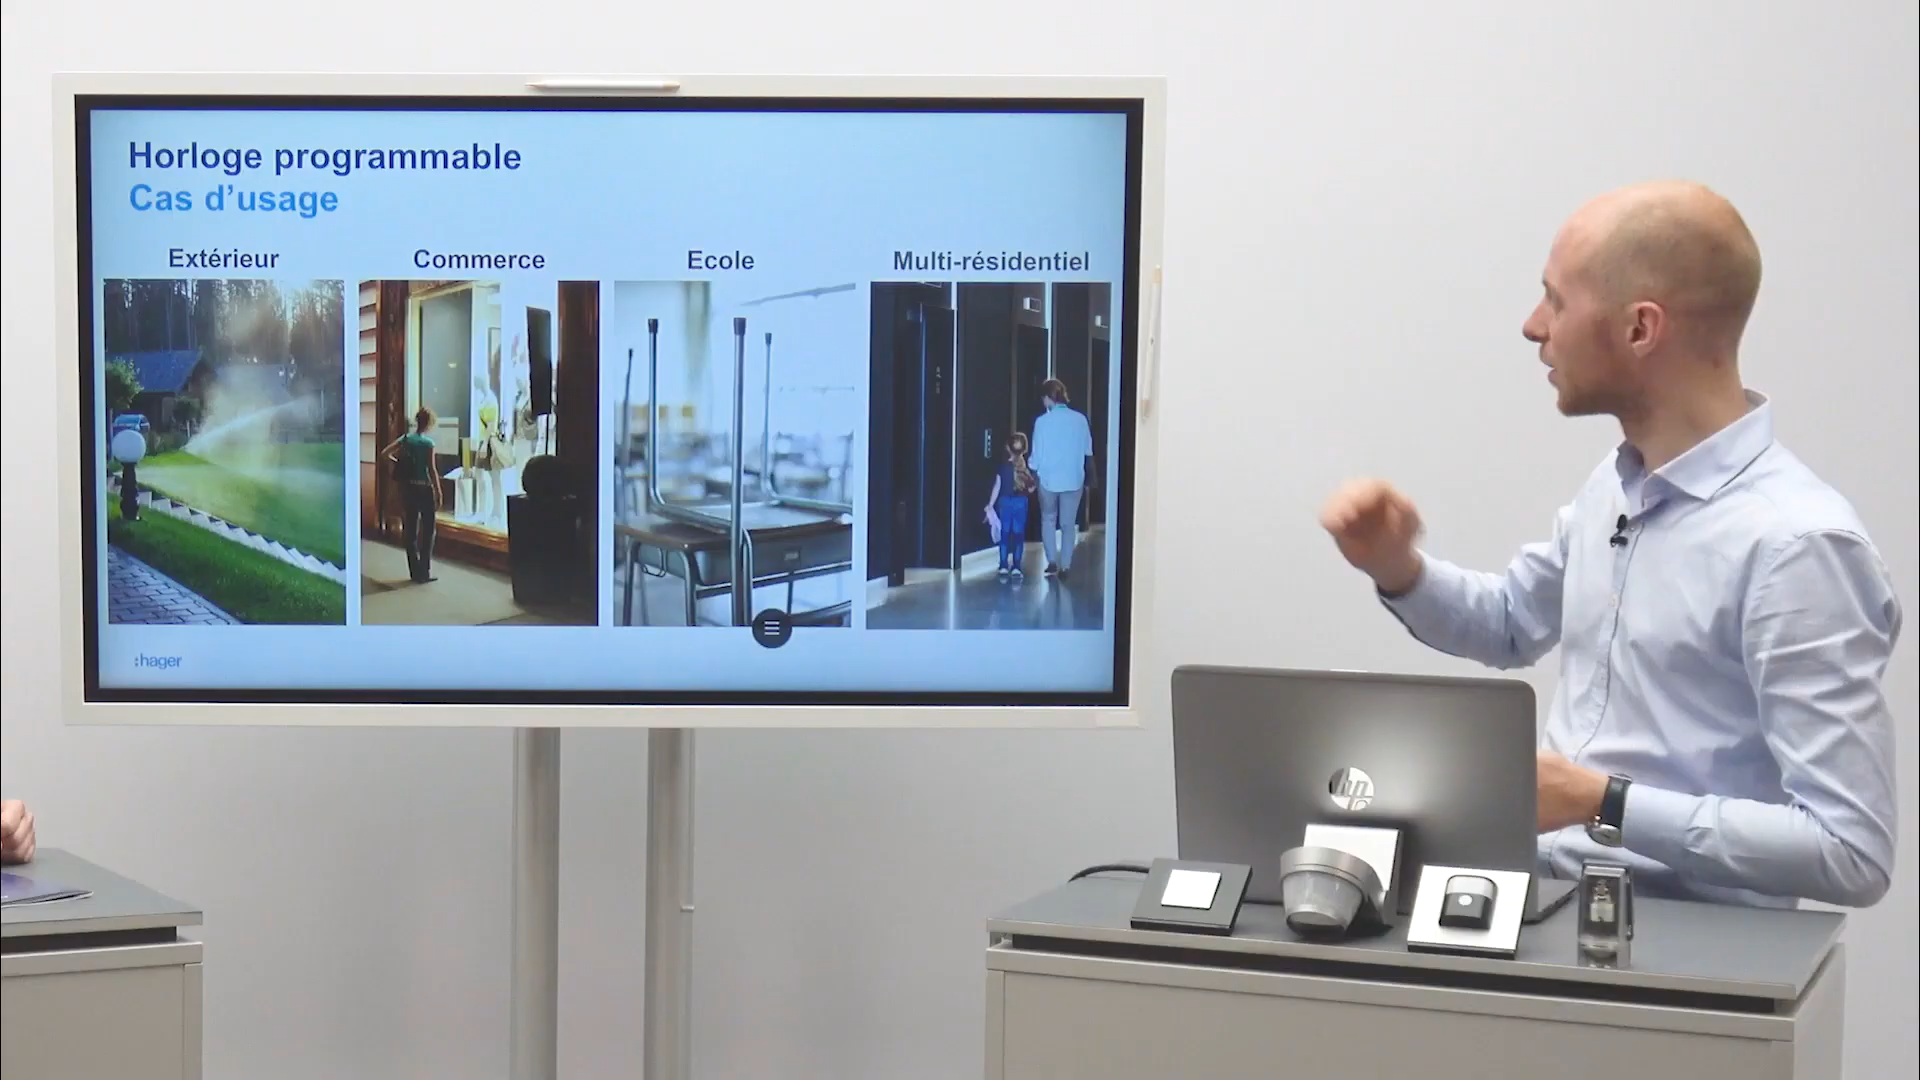 Horloge programmable
Cas d’usage
Extérieur
Commerce
Ecole
Multi-résidentiel
:hager
hp